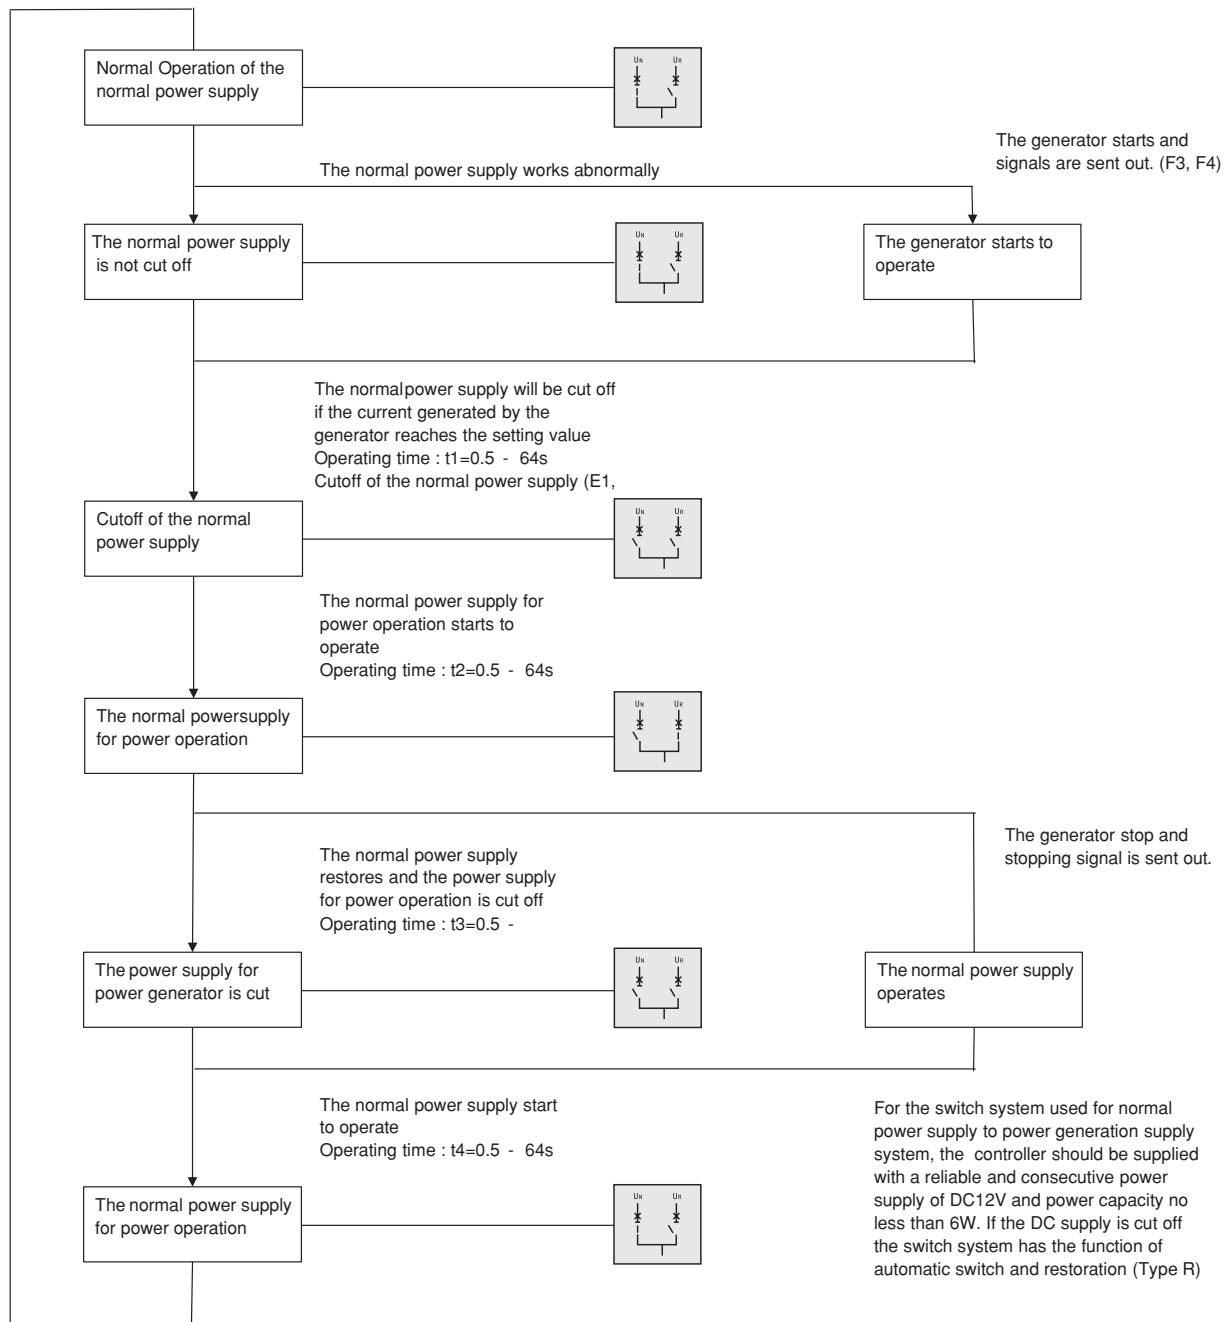 Normal Operation of the
normal power supply
UN UR
The generator starts and
signals are sent out. (F3, F4)
The normal power supply works abnormally
The normal power supply
is not cut off
UN UR
The generator starts to
operate
The normalpower supply will be cut off
if the current generated by the
generator reaches the setting value
Operating time : t1=0.5 - 64s
Cutoff of the normal power supply (E1,
Cutoff of the normal
power supply
UN UR
The normal power supply for
power operation starts to
operate
Operating time : t2=0.5 - 64s
The normal powersupply
for power operation
UN UR
The generator stop and
stopping signal is sent out.
The normal power supply
restores and the power supply
for power operation is cut off
Operating time : t3=0.5 -
The power supply for
power generator is cut
UN UR
The normal power supply
operates
The normal power supply start
to operate
Operating time : t4=0.5 - 64s
For the switch system used for normal
power supply to power generation supply
system, the controller should be supplied
with a reliable and consecutive power
supply of DC12V and power capacity no
less than 6W. If the DC supply is cut off
the switch system has the function of
automatic switch and restoration (Type R)
The normal power supply
for power operation
UN UR